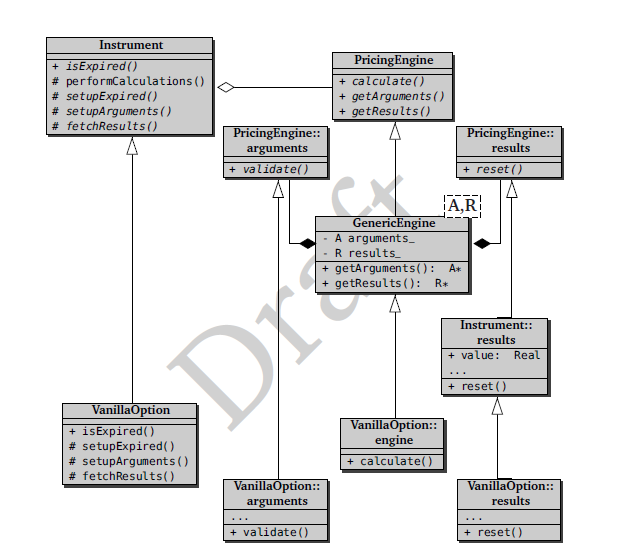 Instrument
+ isExpired()
# performCalculations()
# setupExpired()
# setupArguments()
# fetchResults()
PricingEngine
+ calculate()
+ getArguments()
+ getResults()
PricingEngine::
arguments
+ validate()
PricingEngine::
results
+ reset()
A,R
GenericEngine
- A arguments_
- R results_
+ getArguments(): A*
+ getResults(): R*
Instrument::
results
+ value: Real
...
+ reset()
VanillaOption
+ isExpired()
# setupExpired()
# setupArguments()
# fetchResults()
VanillaOption::
engine
+ calculate()
VanillaOption::
arguments
...
+ validate()
VanillaOption::
results
...
+ reset()
Draft